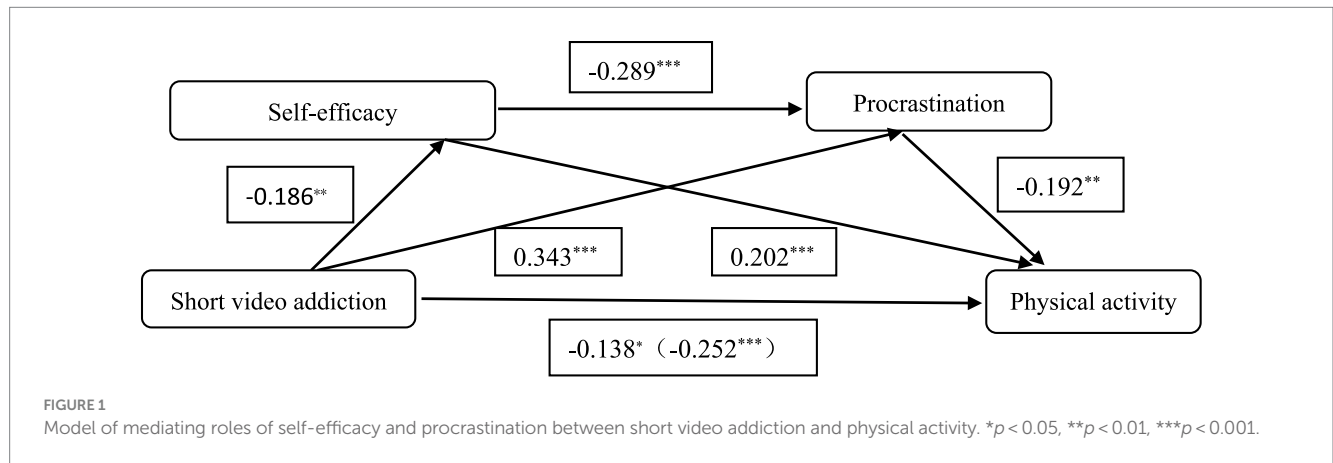 -0.289***
Self-efficacy
Procrastination
-0.186**
-0.192**
0.343***
0.202***
Short video addiction
Physical activity
-0.138*（-0.252***）
FIGURE 1
Model of mediating roles of self-efficacy and procrastination between short video addiction and physical activity. *p < 0.05, **p < 0.01, ***p < 0.001.